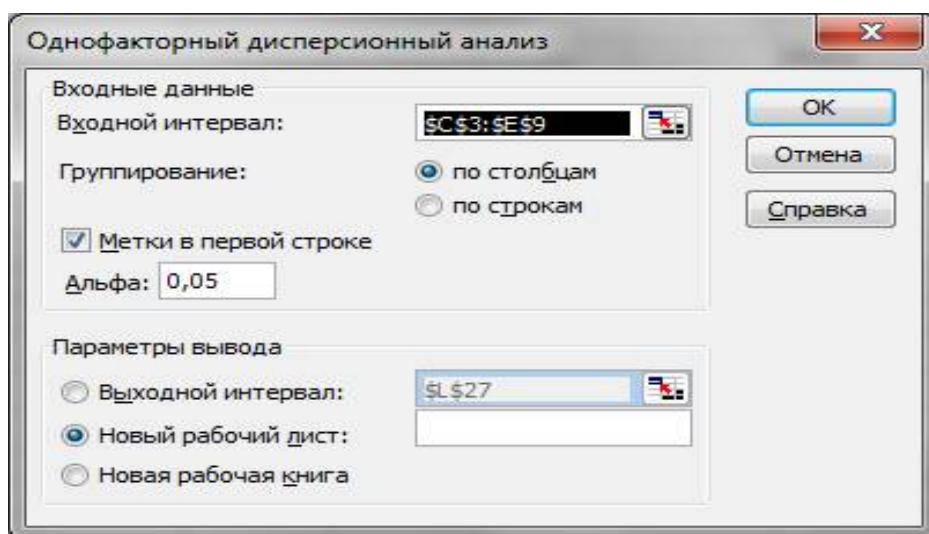 Однофакторный дисперсионный анализ
Входные данные
Входной интервал: $C$3:$E$9
Группирование: по столбцам
по строкам
Метки в первой строке
Альфа: 0,05
OK
Отмена
Справка
Параметры вывода
Выходной интервал: $L$27
Новый рабочий лист:
Новая рабочая книга